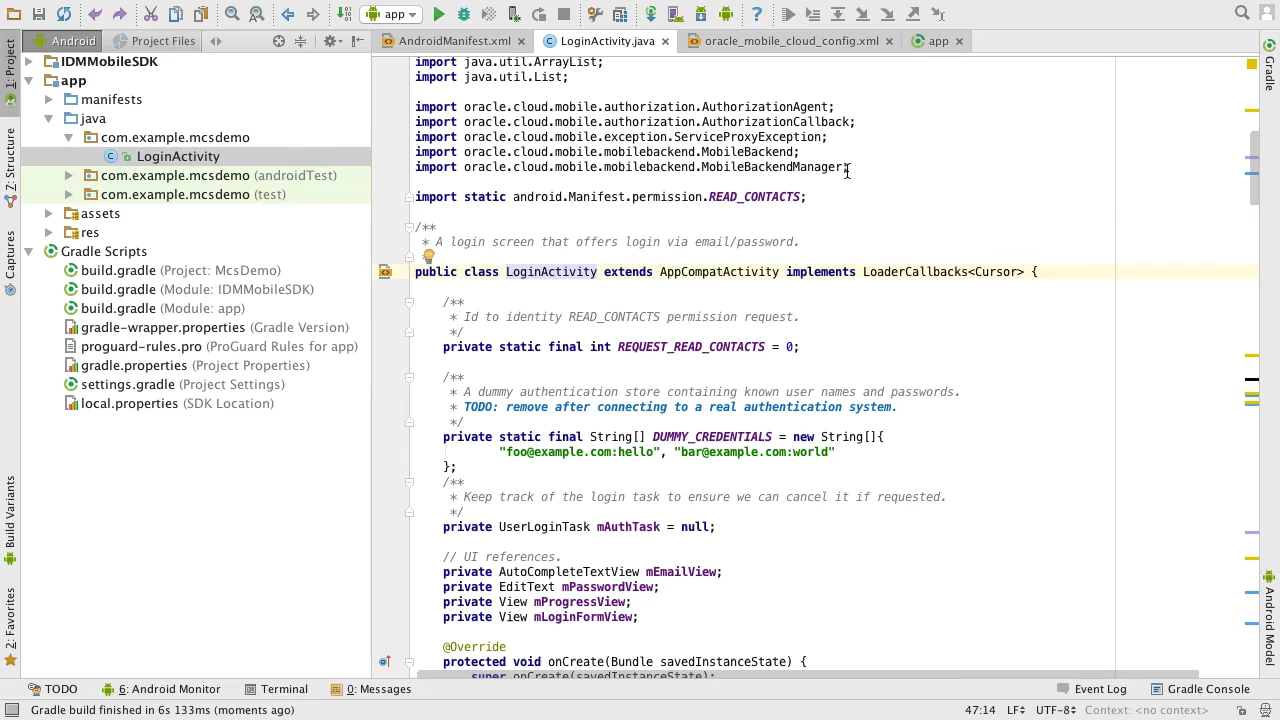 app
Android
Project Files
AndroidManifest.xml
LoginActivity.java
oracle_mobile_cloud_config.xml
app
1: Project
Z: Structure
Captures
Build Variants
2: Favorites
IDMMobileSDK
app
manifests
java
com.example.mcsdemo
LoginActivity
com.example.mcsdemo (androidTest)
com.example.mcsdemo (test)
assets
res
Gradle Scripts
build.gradle (Project: McsDemo)
build.gradle (Module: IDMMobileSDK)
build.gradle (Module: app)
gradle-wrapper.properties (Gradle Version)
proguard-rules.pro (ProGuard Rules for app)
gradle.properties (Project Properties)
settings.gradle (Project Settings)
local.properties (SDK Location)
import java.util.ArrayList;
import java.util.List;
import oracle.cloud.mobile.authorization.AuthorizationAgent;
import oracle.cloud.mobile.authorization.AuthorizationCallback;
import oracle.cloud.mobile.exception.ServiceProxyException;
import oracle.cloud.mobile.mobilebackend.MobileBackend;
import oracle.cloud.mobile.mobilebackend.MobileBackendManager;
import static android.Manifest.permission.READ_CONTACTS;
/**
* A login screen that offers login via email/password.
public class LoginActivity extends AppCompatActivity implements LoaderCallbacks<Cursor> {
/**
* Id to identity READ_CONTACTS permission request.
*/
private static final int REQUEST_READ_CONTACTS = 0;
/**
* A dummy authentication store containing known user names and passwords.
* TODO: remove after connecting to a real authentication system.
*/
private static final String[] DUMMY_CREDENTIALS = new String[]{
"foo@example.com:hello", "bar@example.com:world"
};
/**
* Keep track of the login task to ensure we can cancel it if requested.
*/
private UserLoginTask mAuthTask = null;
// UI references.
private AutoCompleteTextView mEmailView;
private EditText mPasswordView;
private View mProgressView;
private View mLoginFormView;
@Override
protected void onCreate(Bundle savedInstanceState) {
super.onCreate(savedInstanceState);
Gradle
Android Model
TODO
6: Android Monitor
Terminal
0: Messages
Event Log
Gradle Console
Gradle build finished in 6s 133ms (moments ago)
47:14
LF
UTF-8
Context: <no context>